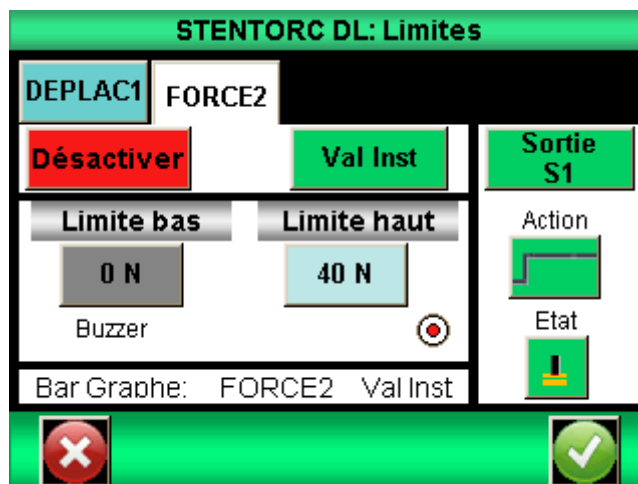 STENTORC DL: Limites
DEPLAC1 FORCE2
Désactiver Val Inst Sortie S1
Limite bas Limite haut Action
0 N 40 N
Buzzer Etat
Bar Graphe: FORCE2 Val Inst